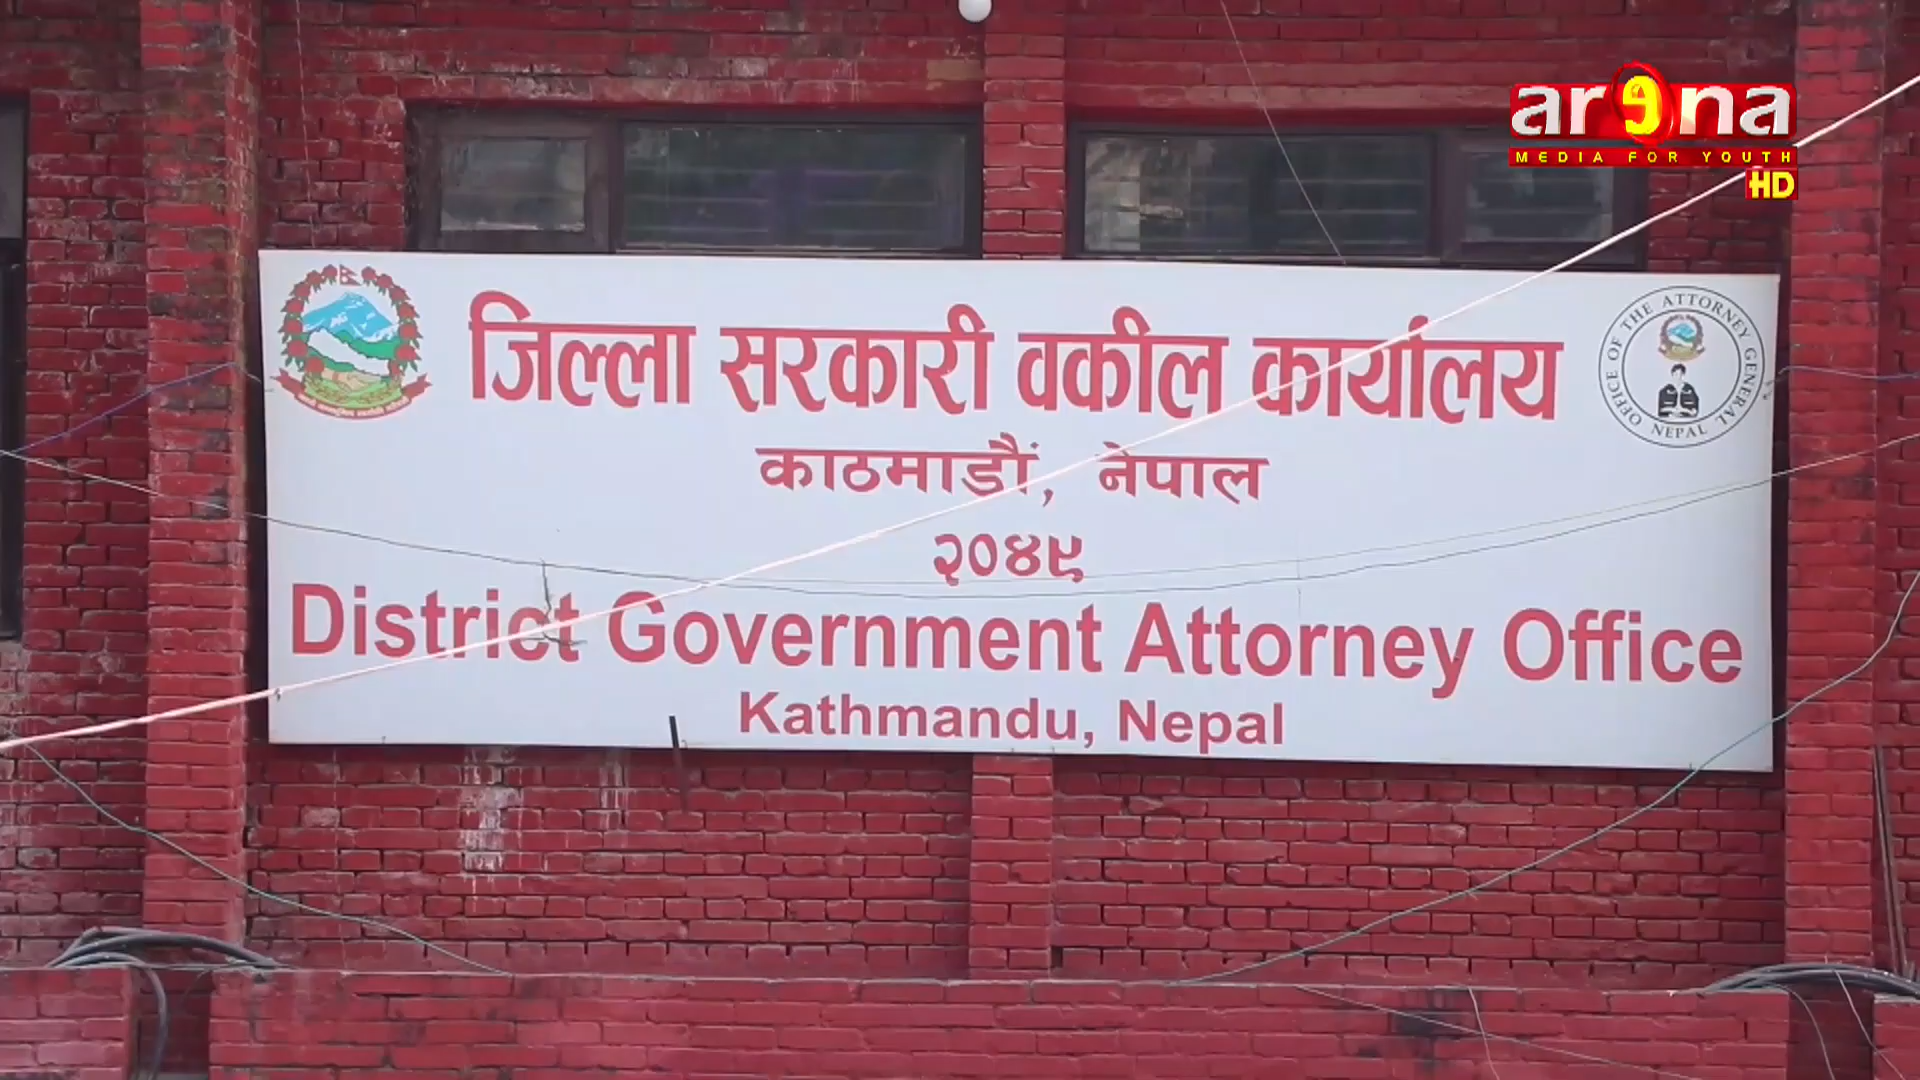 arena
MEDIA FOR YOUTH
HD
जिल्ला सरकारी वकील कार्यालय
काठमाडौं, नेपाल
२०४९
District Government Attorney Office
Kathmandu, Nepal
OFFICE OF THE ATTORNEY GENERAL
NEPAL